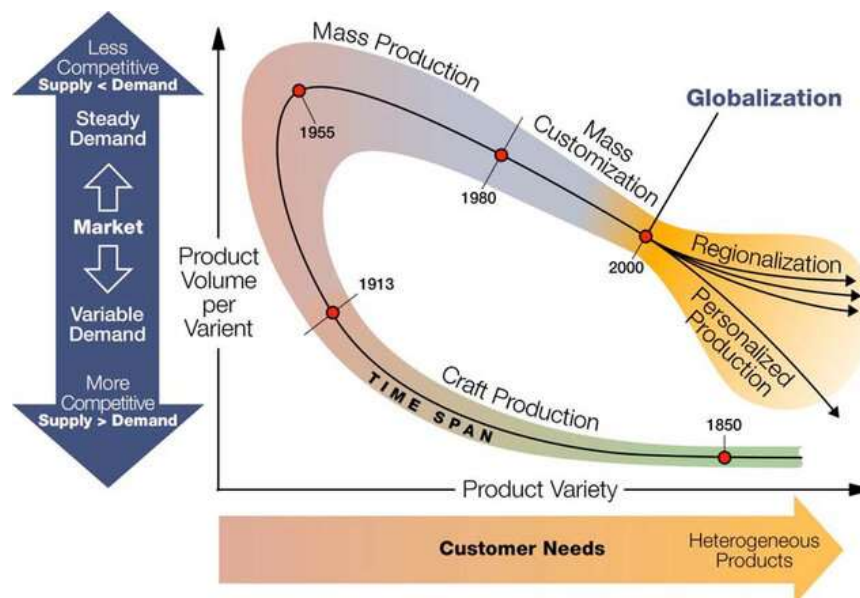 Less
Competitive
Supply < Demand
Steady
Demand
Market
Variable
Demand
More
Competitive
Supply > Demand
Product
Volume
per
Varient
Mass Production
1955
1980
Mass
Customization
Globalization
2000
Regionalization
Personalized
Production
1913
TIME SPAN
Craft Production
1850
Product Variety
Customer Needs
Heterogeneous
Products